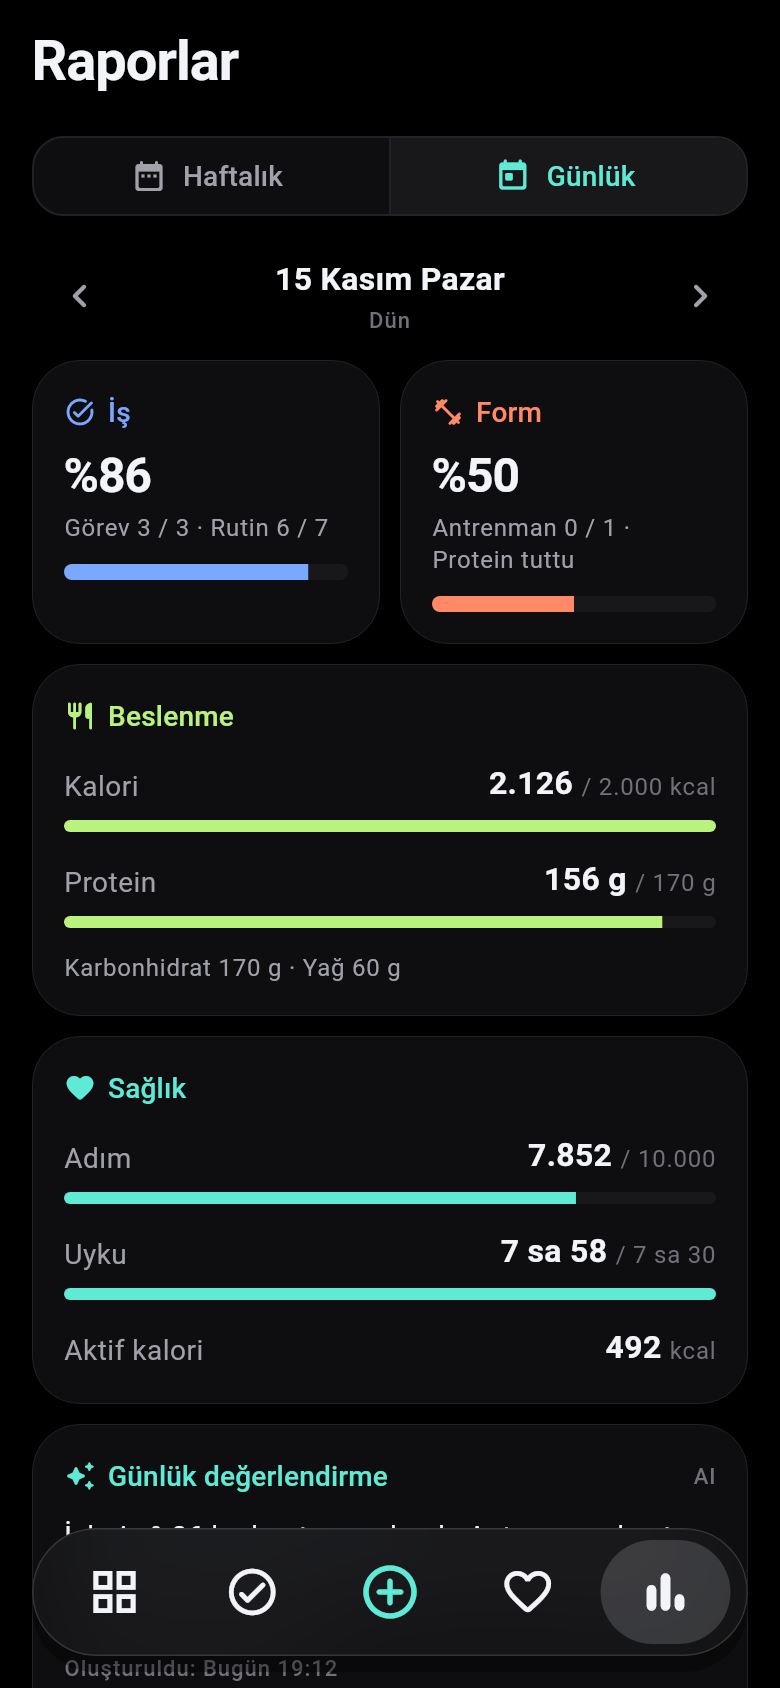 Raporlar
Haftalık
Günlük
15 Kasım Pazar
Dün
İş
%86
Görev 3 / 3 · Rutin 6 / 7
Form
%50
Antrenman 0 / 1 ·
Protein tuttu
Beslenme
Kalori 2.126 / 2.000 kcal
Protein 156 g / 170 g
Karbonhidrat 170 g · Yağ 60 g
Sağlık
Adım 7.852 / 10.000
Uyku 7 sa 58 / 7 sa 30
Aktif kalori 492 kcal
Günlük değerlendirme AI
Oluşturuldu: Bugün 19:12